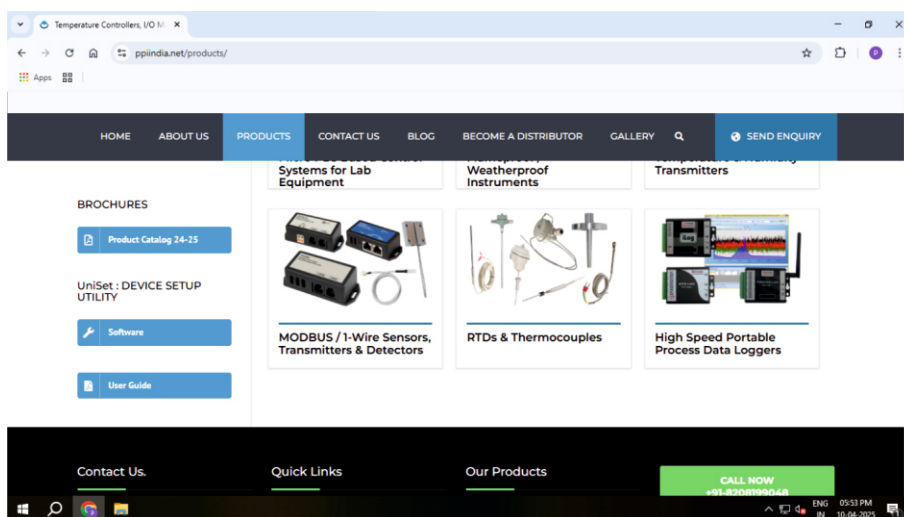 Temperature Controllers, I/O M
ppiindia.net/products/
Apps
HOME ABOUT US PRODUCTS CONTACT US BLOG BECOME A DISTRIBUTOR GALLERY SEND ENQUIRY
Systems for Lab
Equipment
Weatherproof
Instruments
Transmitters
BROCHURES
Product Catalog 24-25
UniSet : DEVICE SETUP
UTILITY
Software
User Guide
iLog
MODBUS / 1-Wire Sensors,
Transmitters & Detectors
RTDs & Thermocouples
High Speed Portable
Process Data Loggers
Contact Us.
Quick Links
Our Products
CALL NOW
+91-8208199048
ENG
IN
05:53 PM
10-04-2025